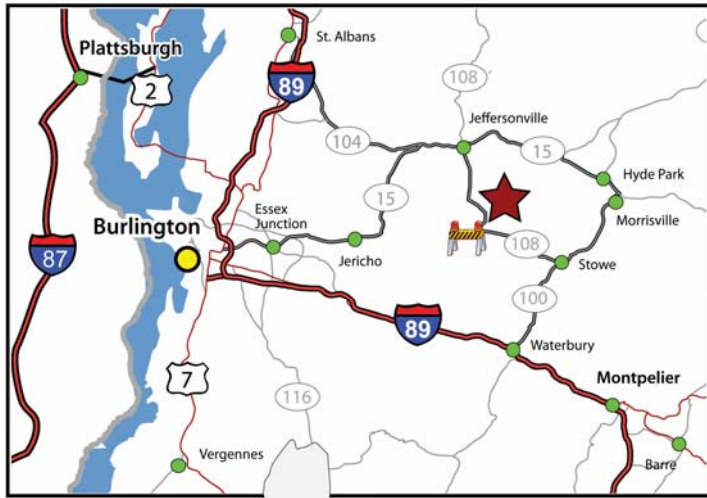 St. Albans
Plattsburgh
2
89
108
Jeffersonville
104
15
Hyde Park
15
Morrisville
Essex
Junction
Burlington
Jericho
108
Stowe
87
100
89
Waterbury
7
Montpelier
116
Vergennes
Barre